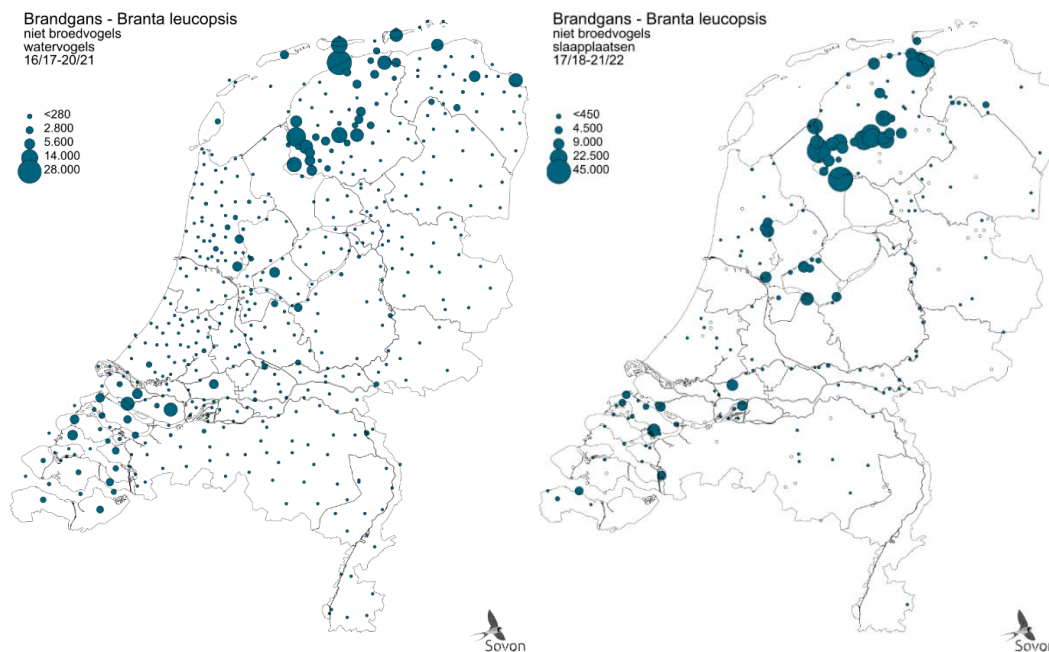 Brandgans - Branta leucopsis
niet broedvogels
watervogels
16/17-20/21
<280
2.800
5.600
14.000
28.000
Sovon
Brandgans - Branta leucopsis
niet broedvogels
slaapplaatsen
17/18-21/22
<450
4.500
9.000
22.500
45.000
Sovon